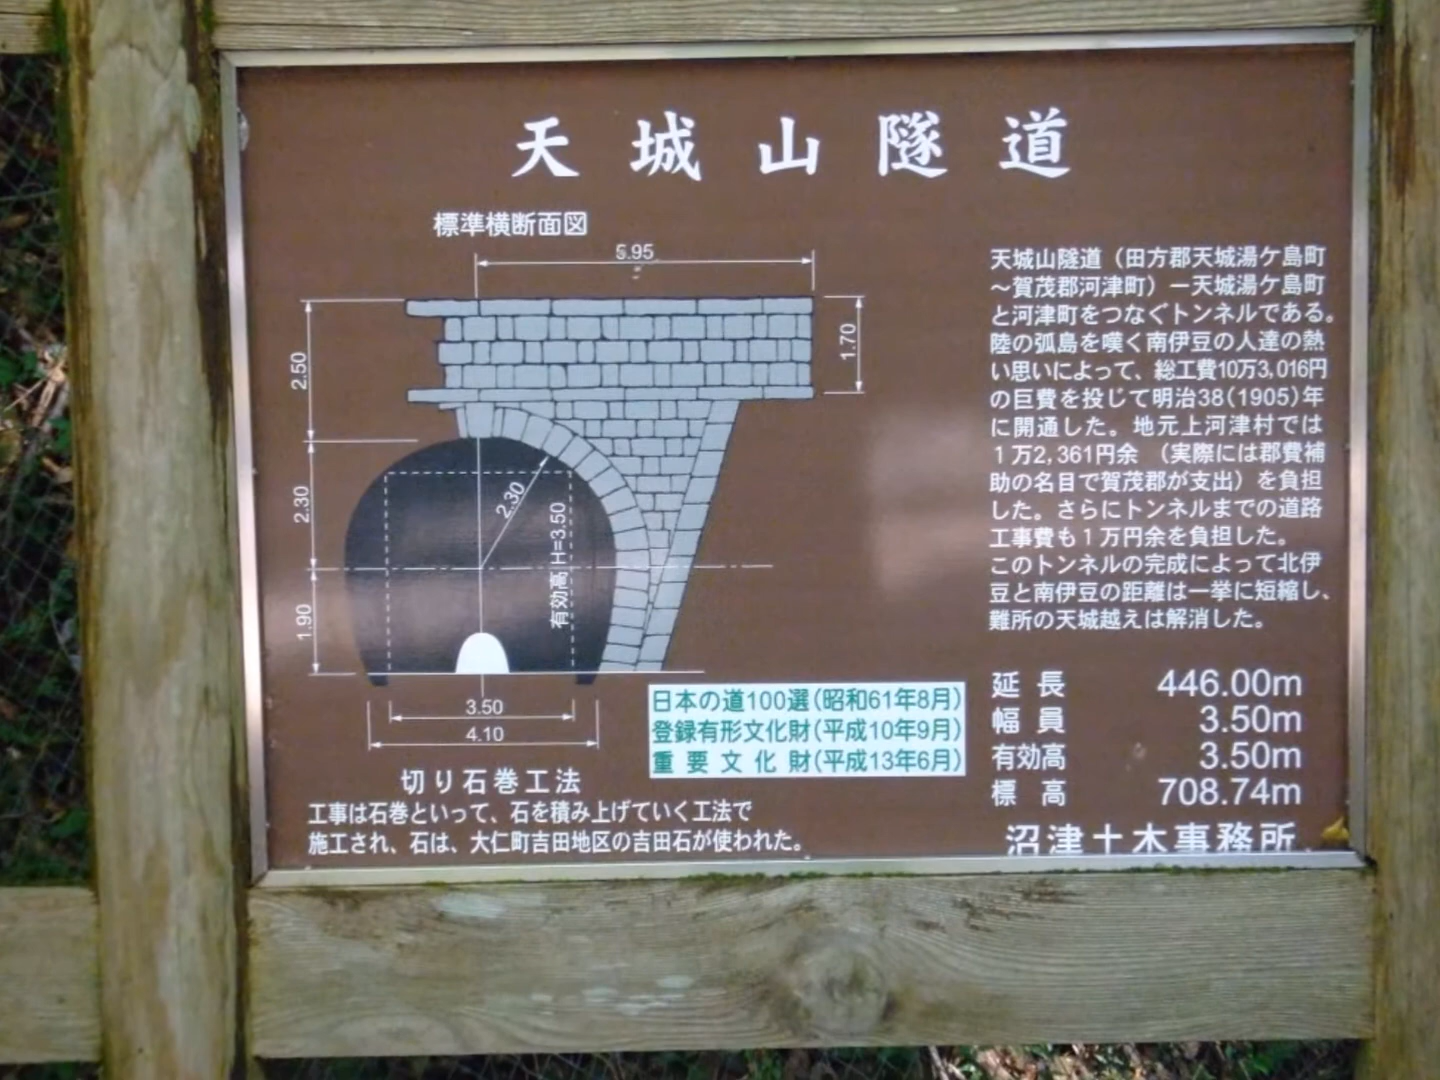 天城山隧道
標準横断面図
5.95
2.50
1.70
2.30
2.30
有効高 H=3.50
1.90
3.50
4.10
切り石巻工法
工事は石巻といって、石を積み上げていく工法で
施工され、石は、大仁町吉田地区の吉田石が使われた。
日本の道100選(昭和61年8月)
登録有形文化財(平成10年9月)
重要文化財(平成13年6月)
天城山隧道（田方郡天城湯ケ島町
～賀茂郡河津町）ー天城湯ケ島町
と河津町をつなぐトンネルである。
陸の弧島を嘆く南伊豆の人達の熱
い思いによって、総工費10万3,016円
の巨費を投じて明治38(1905)年
に開通した。地元上河津村では
1万2,361円余（実際には郡費補
助の名目で賀茂郡が支出）を負担
した。さらにトンネルまでの道路
工事費も1万円余を負担した。
このトンネルの完成によって北伊
豆と南伊豆の距離は一挙に短縮し、
難所の天城越えは解消した。
延長 446.00m
幅員 3.50m
有効高 3.50m
標高 708.74m
沼津土木事務所